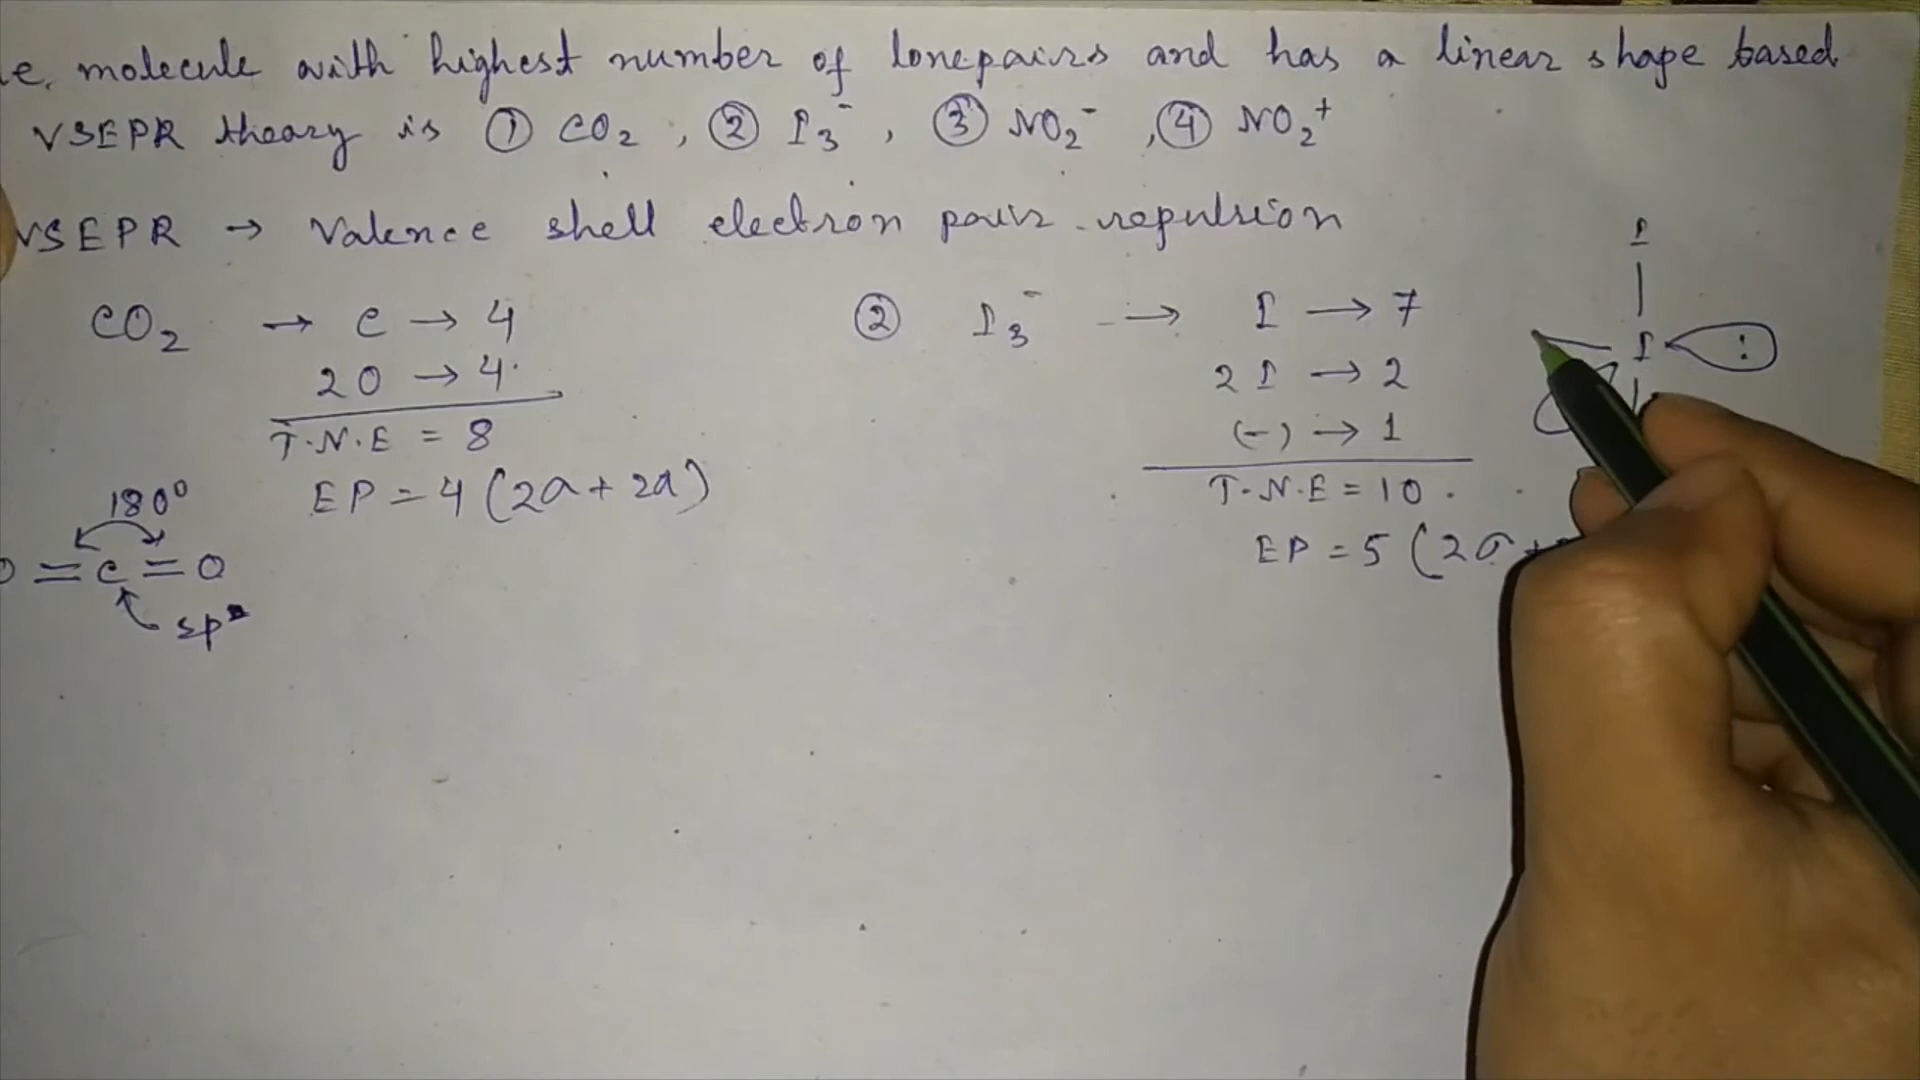 molecule with highest number of lonepairs and has a linear shape based
VSEPR theory is ① CO₂ , ② I₃⁻ , ③ NO₂⁻ , ④ NO₂⁺
VSEPR → Valence shell electron pair repulsion
CO₂ → C → 4
2O → 4
T.N.E = 8
EP = 4 (2σ + 2π)
180°
= C = O
sp
② I₃⁻ → I → 7
2I → 2
(-) → 1
T.N.E = 10
EP = 5 (2σ +
I
I :